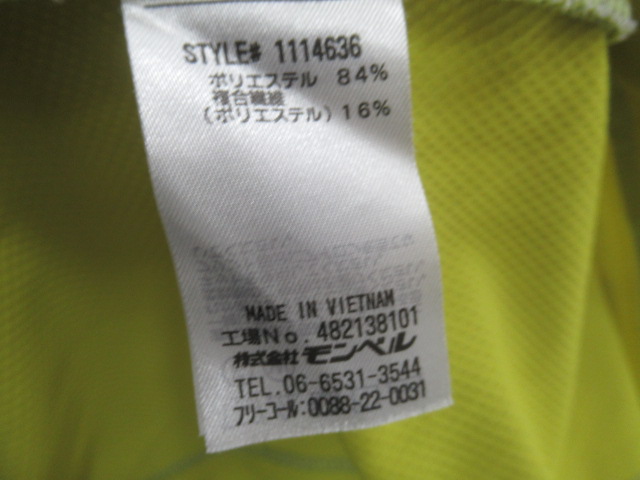 STYLE# 1114636
ポリエステル 84%
複合繊維
(ポリエステル) 16%
MADE IN VIETNAM
工場No. 482138101
株式会社 モンベル
TEL. 06-6531-3544
フリーコール:0088-22-0031